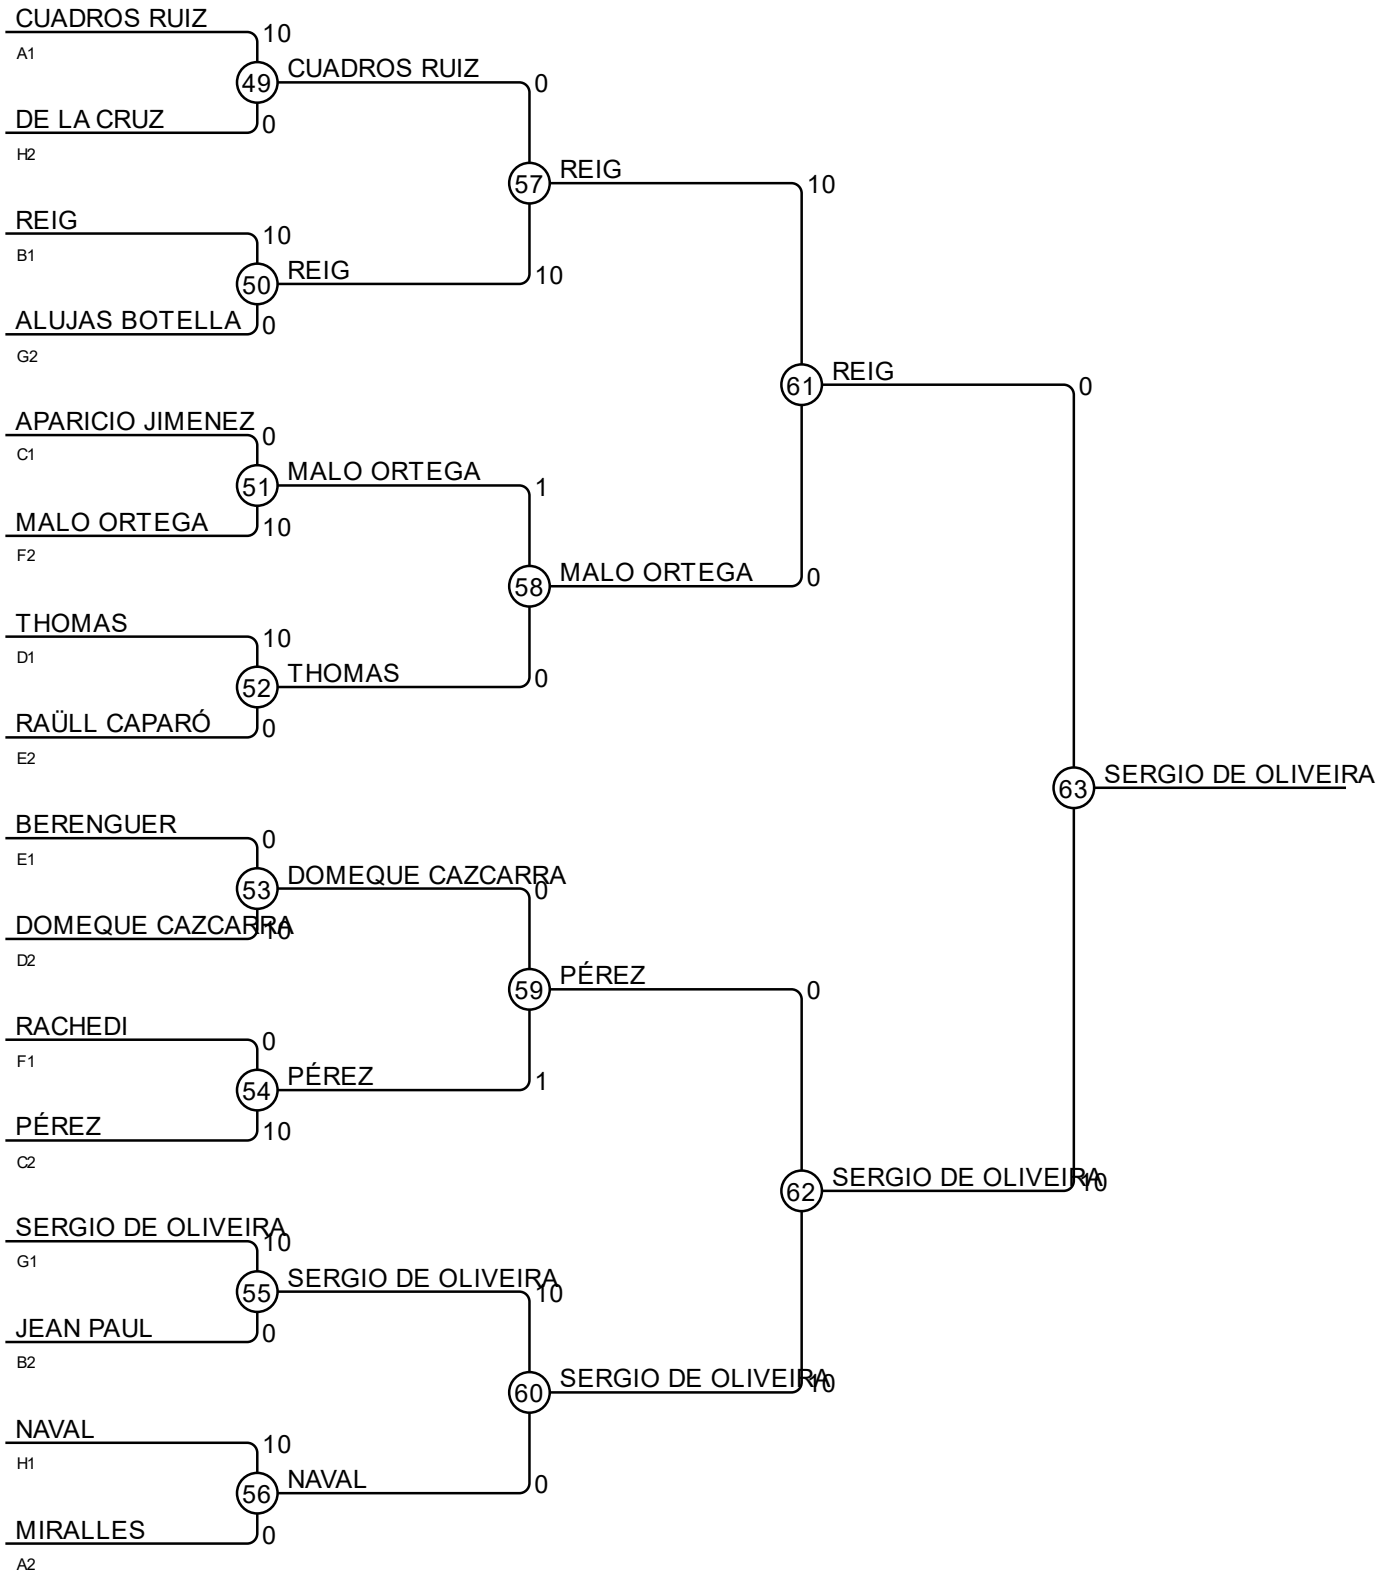 CUADROS RUIZ
10
A1
49
CUADROS RUIZ
0
DE LA CRUZ
0
H2
57
REIG
10
REIG
10
B1
50
REIG
10
ALUJAS BOTELLA
0
G2
61
REIG
0
APARICIO JIMENEZ
0
C1
51
MALO ORTEGA
1
MALO ORTEGA
10
F2
58
MALO ORTEGA
0
THOMAS
10
D1
52
THOMAS
0
RAÜLL CAPARÓ
0
E2
63
SERGIO DE OLIVEIRA
BERENGUER
0
E1
53
DOMEQUE CAZCARRA
0
DOMEQUE CAZCARRA
10
D2
59
PÉREZ
0
RACHEDI
0
F1
54
PÉREZ
1
PÉREZ
10
C2
62
SERGIO DE OLIVEIRA
10
SERGIO DE OLIVEIRA
10
G1
55
SERGIO DE OLIVEIRA
10
JEAN PAUL
0
B2
60
SERGIO DE OLIVEIRA
10
NAVAL
10
H1
56
NAVAL
0
MIRALLES
0
A2